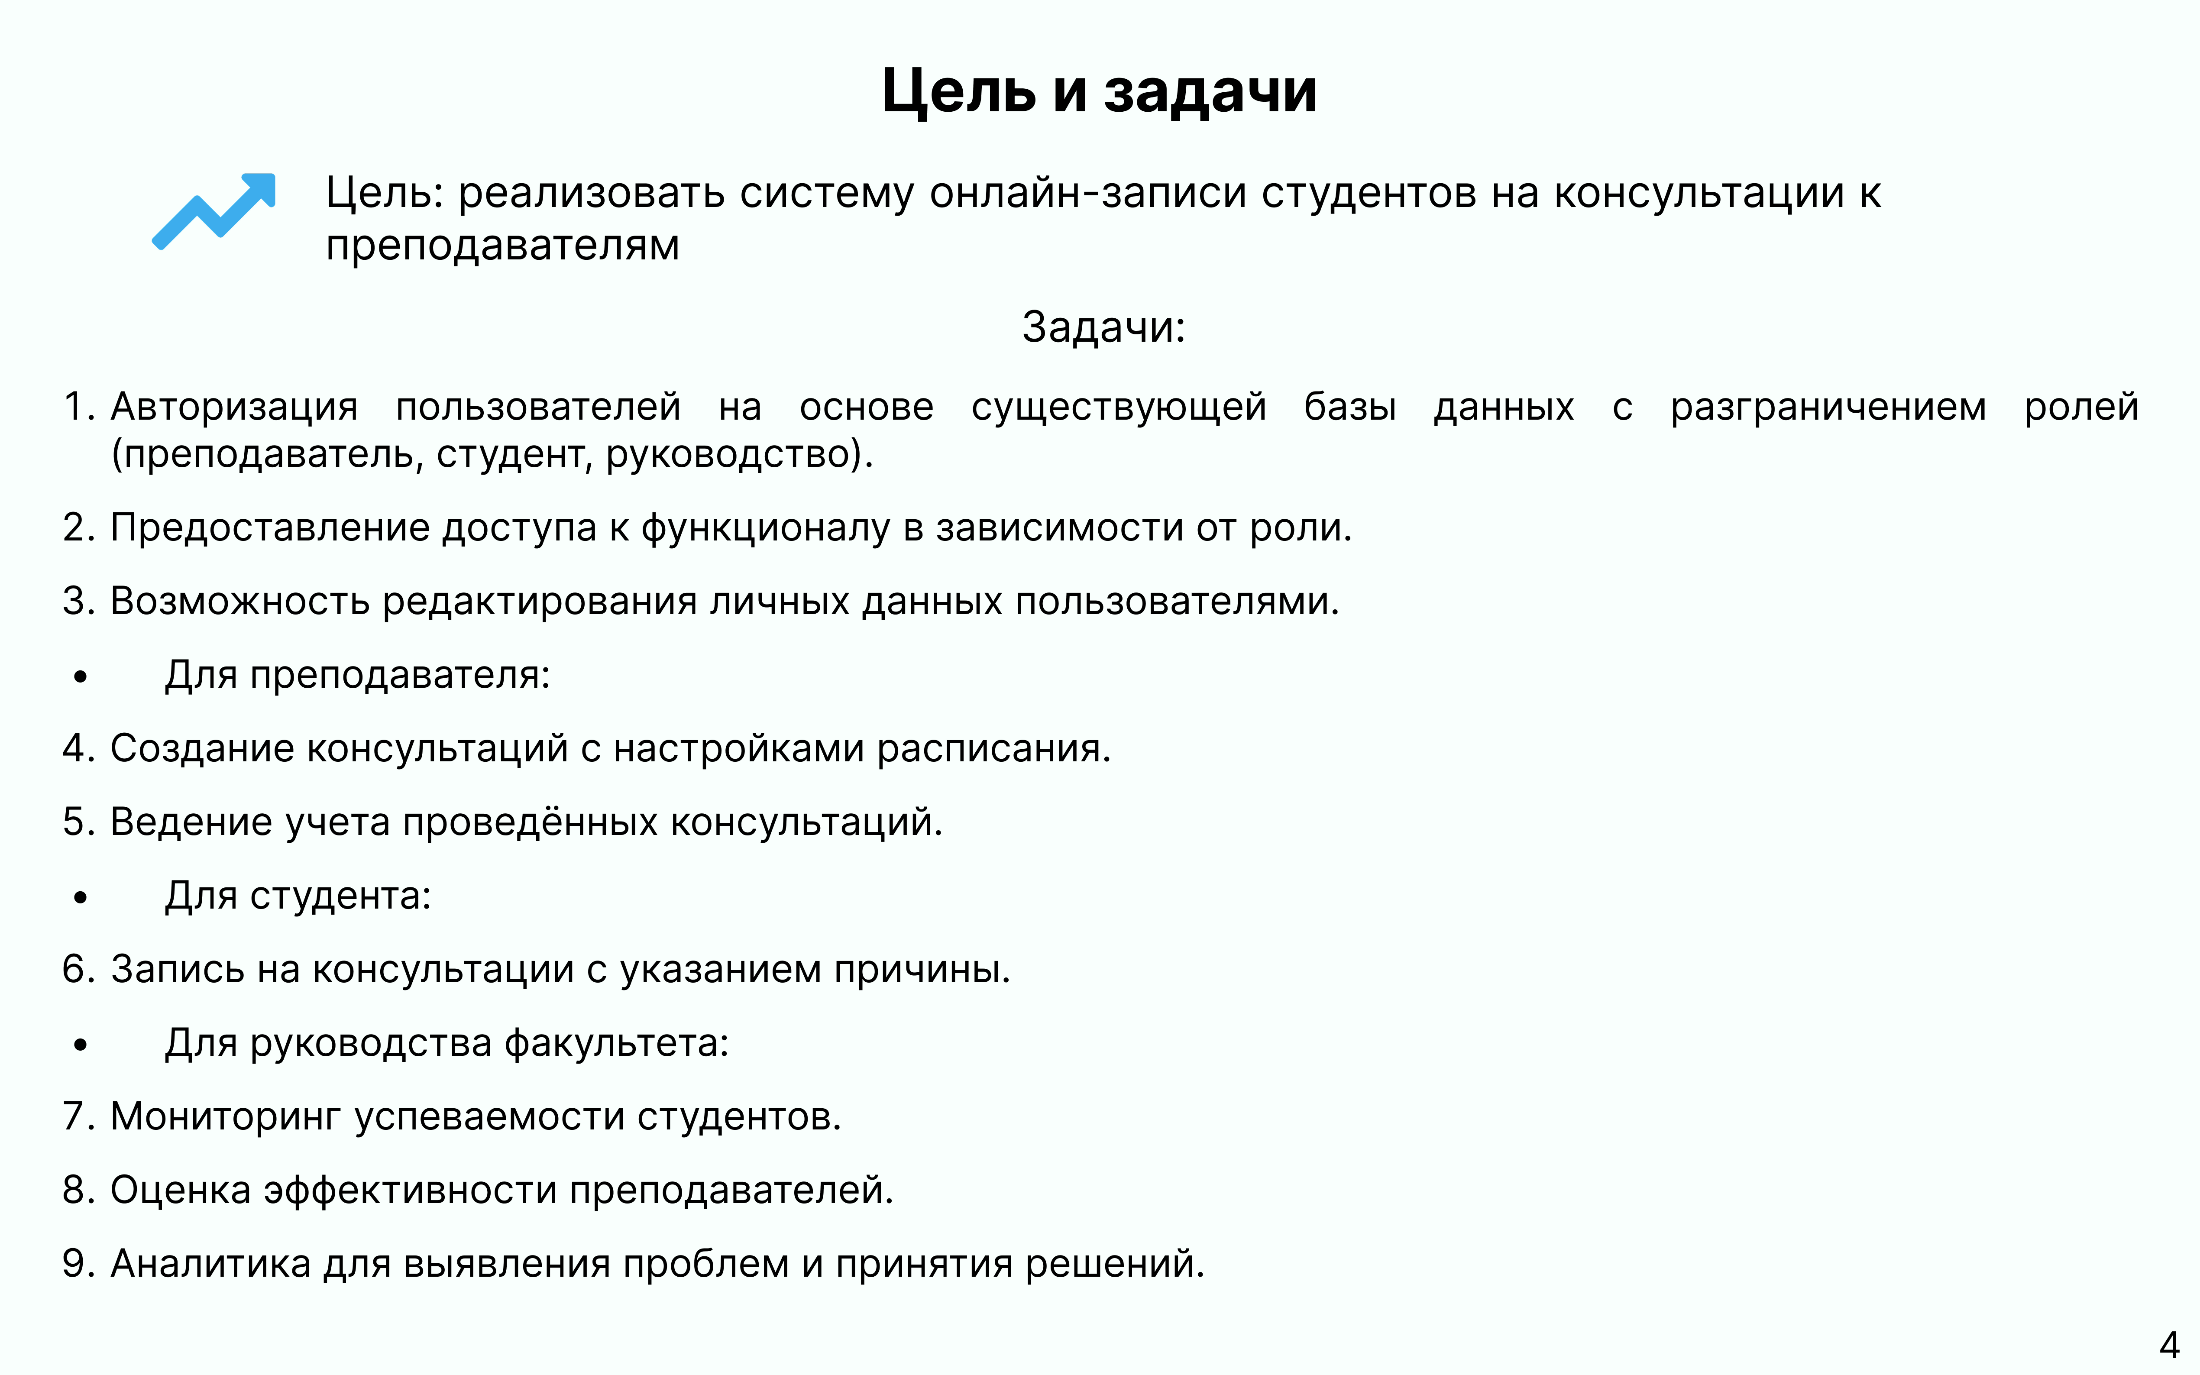 Цель и задачи
Цель: реализовать систему онлайн-записи студентов на консультации к
преподавателям
Задачи:
1. Авторизация пользователей на основе существующей базы данных с разграничением ролей
(преподаватель, студент, руководство).
2. Предоставление доступа к функционалу в зависимости от роли.
3. Возможность редактирования личных данных пользователями.
• Для преподавателя:
4. Создание консультаций с настройками расписания.
5. Ведение учета проведённых консультаций.
• Для студента:
6. Запись на консультации с указанием причины.
• Для руководства факультета:
7. Мониторинг успеваемости студентов.
8. Оценка эффективности преподавателей.
9. Аналитика для выявления проблем и принятия решений.
4